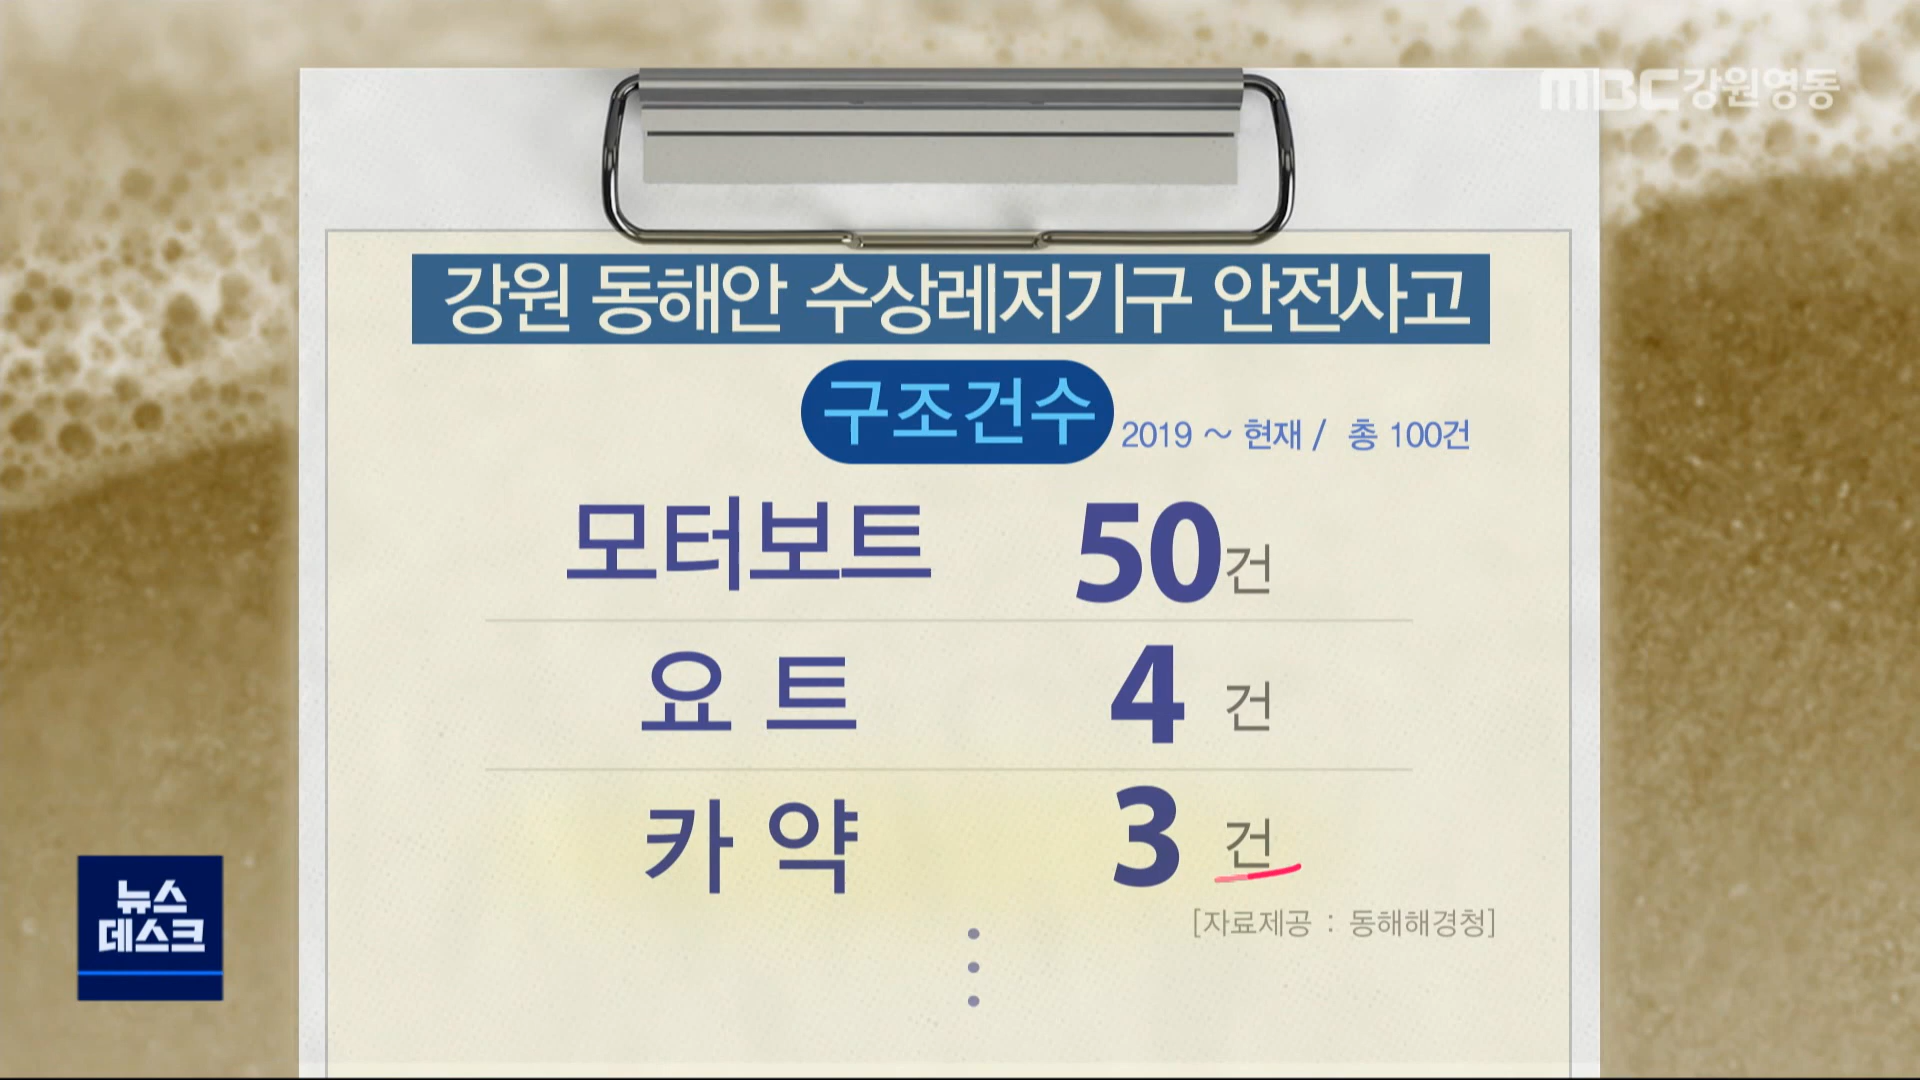 MBC강원영동
강원 동해안 수상레저기구 안전사고
구조건수 2019 ~ 현재 / 총 100건
모터보트 50건
요 트 4 건
카 약 3 건
[자료제공 : 동해해경청]
뉴스
데스크